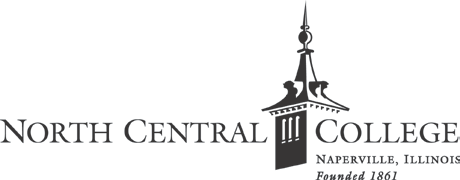 NORTH CENTRAL COLLEGE
NAPERVILLE, ILLINOIS
Founded 1861